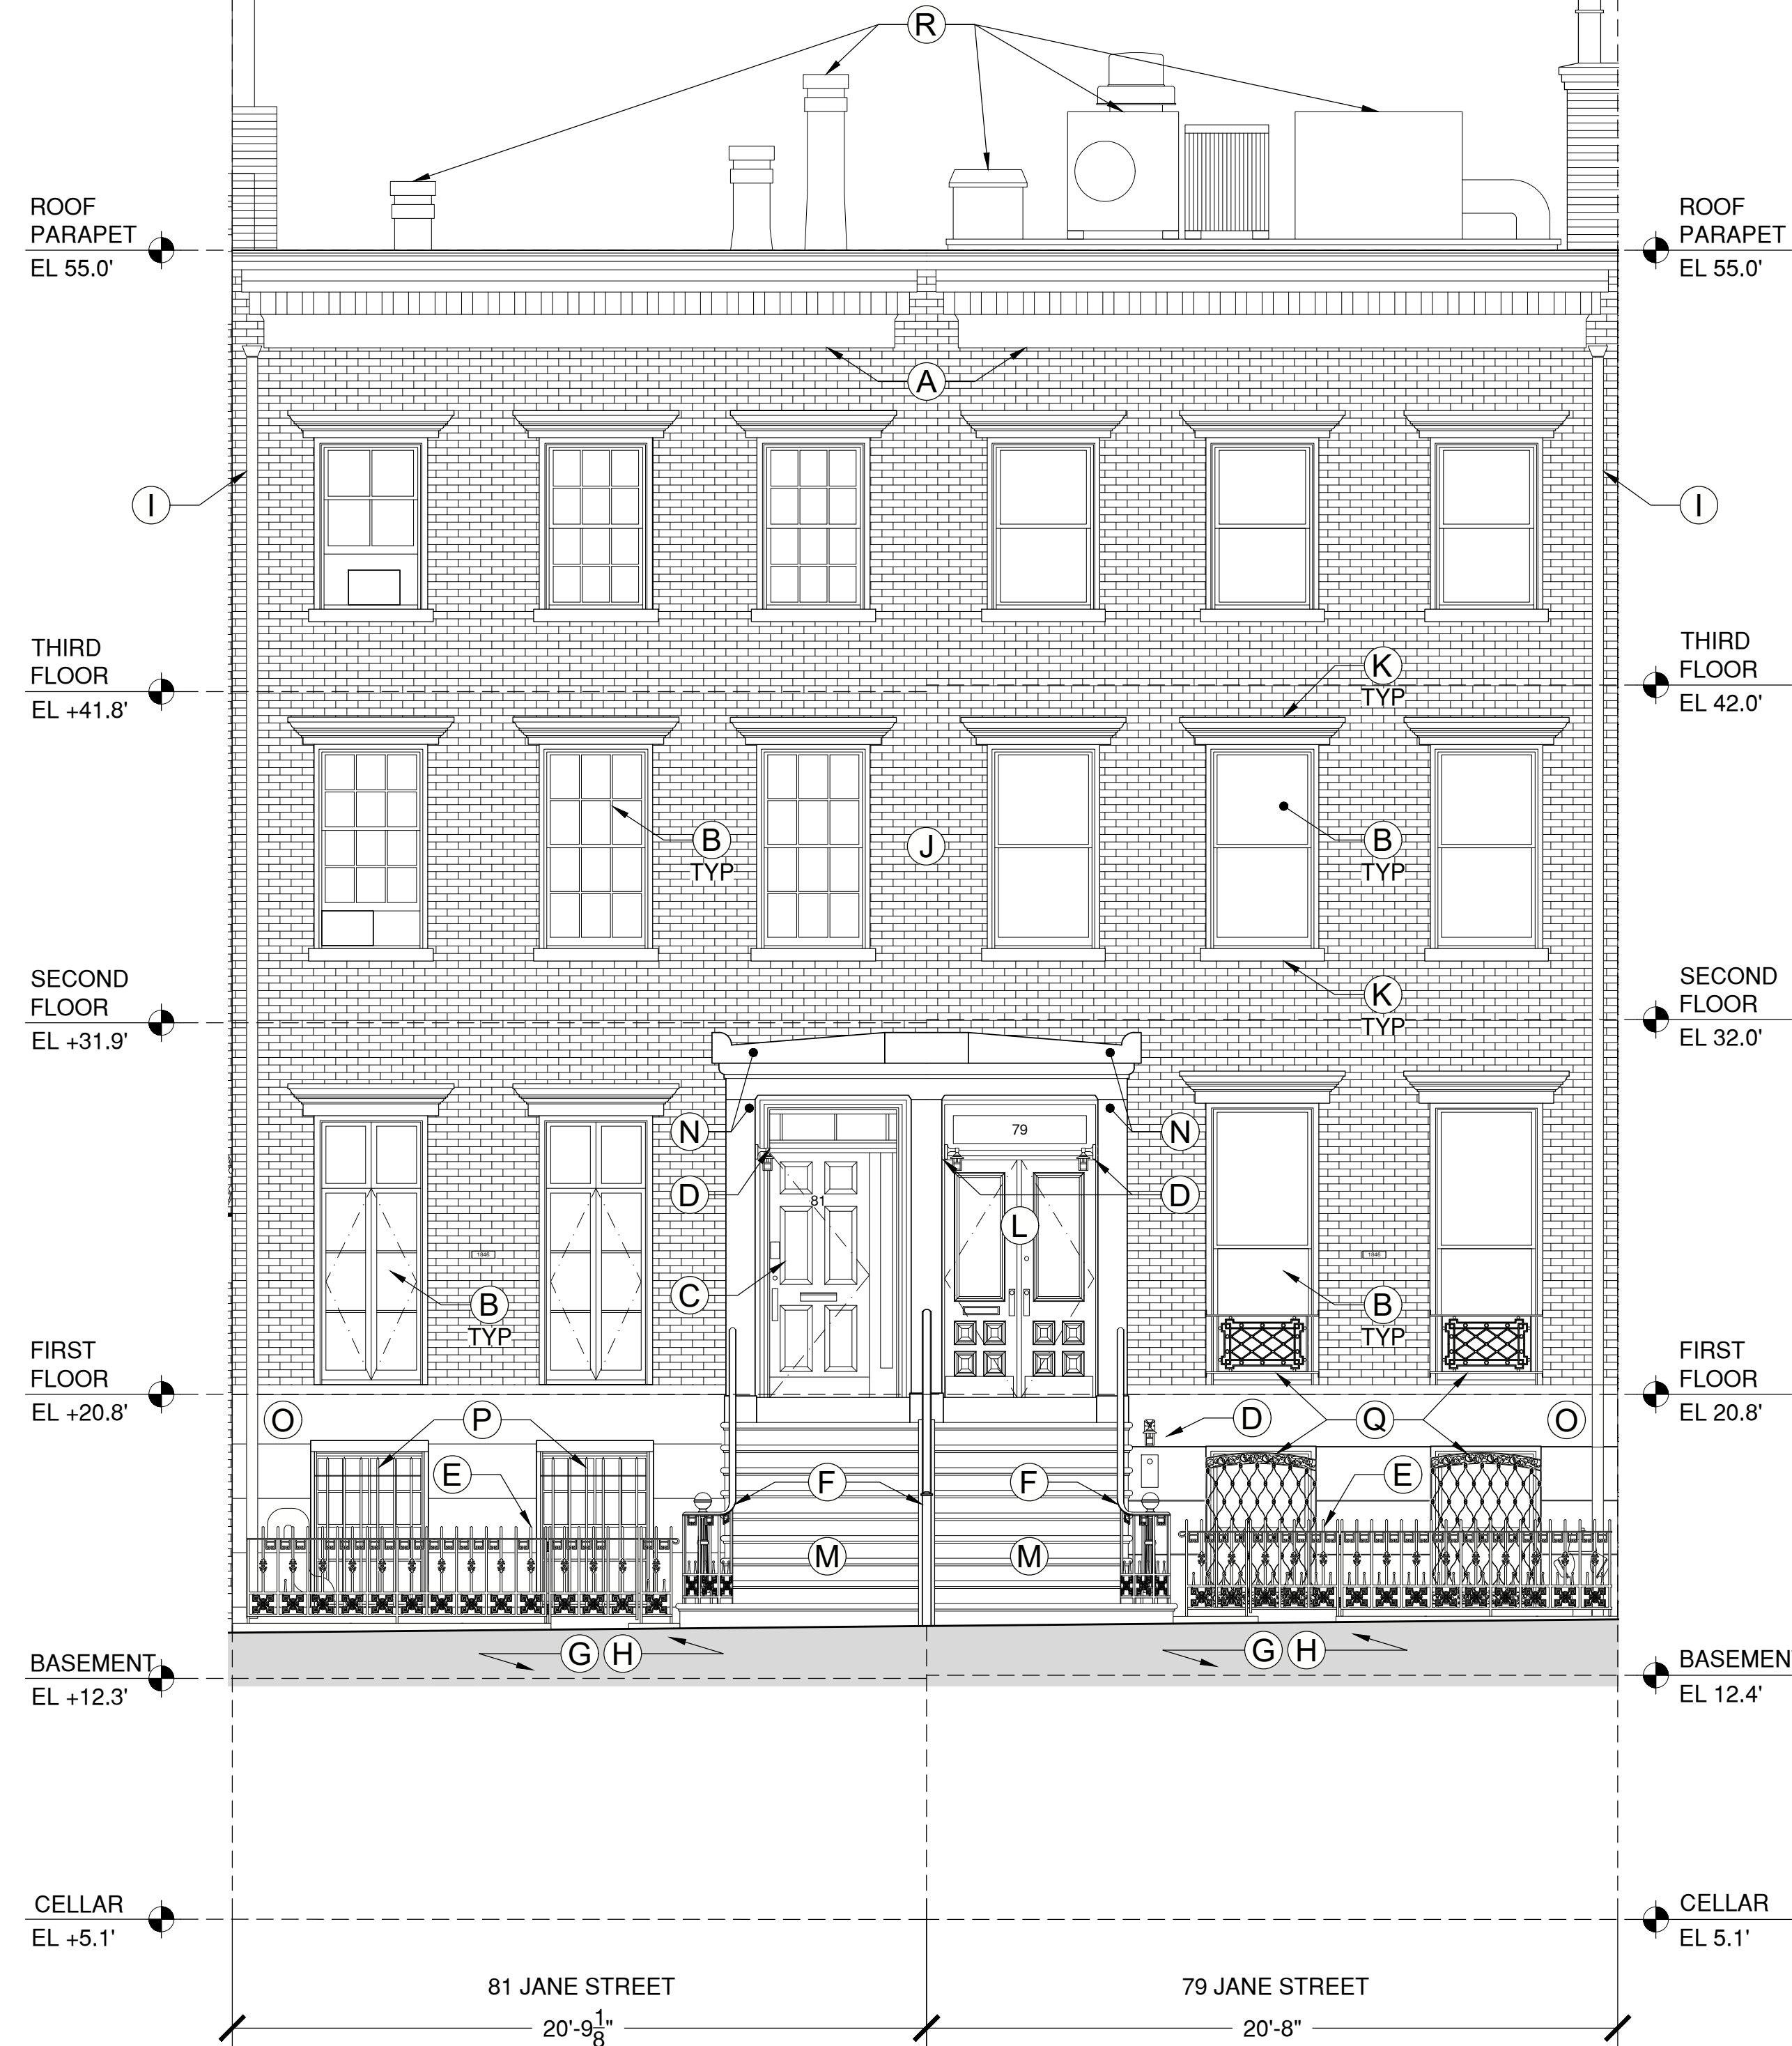 R
ROOF
PARAPET
EL 55.0'
ROOF
PARAPET
EL 55.0'
A
I
I
THIRD
FLOOR
EL +41.8'
K
TYP
THIRD
FLOOR
EL 42.0'
B
TYP
J
B
TYP
SECOND
FLOOR
EL +31.9'
K
TYP
SECOND
FLOOR
EL 32.0'
N
79
N
D
81
D
L
1846
1846
C
B
TYP
B
TYP
FIRST
FLOOR
EL +20.8'
FIRST
FLOOR
EL 20.8'
O
P
D
Q
O
E
F
F
E
M
M
G H
G H
BASEMENT
EL +12.3'
BASEMEN
EL 12.4'
CELLAR
EL +5.1'
CELLAR
EL 5.1'
81 JANE STREET
79 JANE STREET
20'-9 1/8"
20'-8"